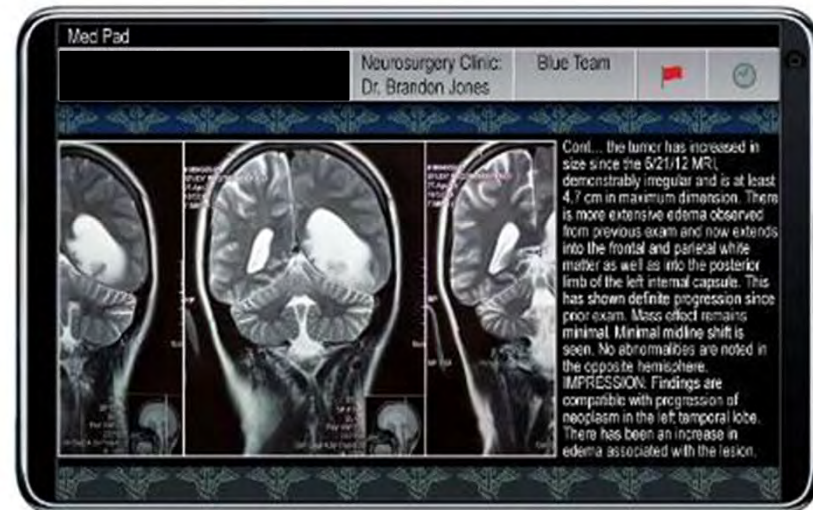 Med Pad
Neurosurgery Clinic:
Dr. Brandon Jones
Blue Team
Cont... the tumor has increased in
size since the 6/21/12 MRI,
demonstrably irregular and is at least
4.7 cm in maximum dimension. There
is more extensive edema observed
from previous exam and now extends
into the frontal and parietal white
matter as well as into the posterior
limb of the left internal capsule. This
has shown definite progression since
prior exam. Mass effect remains
minimal. Minimal midline shift is
seen. No abnormalities are noted in
the opposite hemisphere.
IMPRESSION: Findings are
compatible with progression of
neoplasm in the left temporal lobe.
There has been an increase in
edema associated with the lesion.